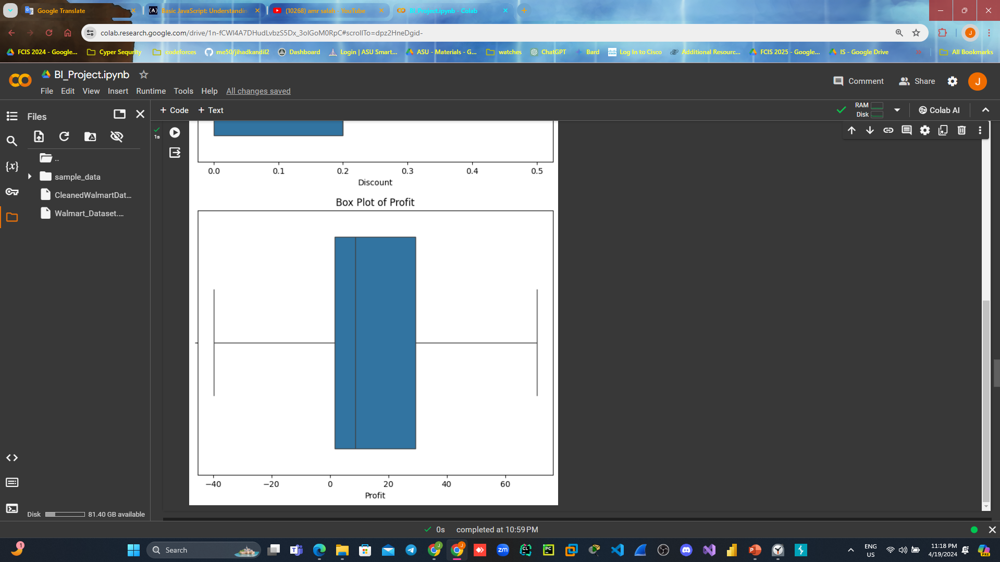 Google Translate
Basic JavaScript: Understandin
(10268) amr salah - YouTube
BI_Project.ipynb - Colab
colab.research.google.com/drive/1n-fCWI4A7DHudLvbzS5Dx_3oIGoM0RpC#scrollTo=dpz2HneDgid-
FCIS 2024 - Google...
Cyper Sequrity
codeforces
me50/jihadkandil2
Dashboard
Login | ASU Smart...
ASU - Materials - G...
watches
ChatGPT
Bard
Log In to Cisco
Additional Resourc...
FCIS 2025 - Google...
IS - Google Drive
All Bookmarks
BI_Project.ipynb
File Edit View Insert Runtime Tools Help All changes saved
Comment
Share
J
Files
+ Code + Text
RAM
Disk
Colab AI
1s
..
sample_data
CleanedWalmartDat...
Walmart_Dataset....
0.0 0.1 0.2 0.3 0.4 0.5
Discount
Box Plot of Profit
−40 −20 0 20 40 60
Profit
Disk 81.40 GB available
0s completed at 10:59 PM
1
Search
ENG
US
11:18 PM
4/19/2024